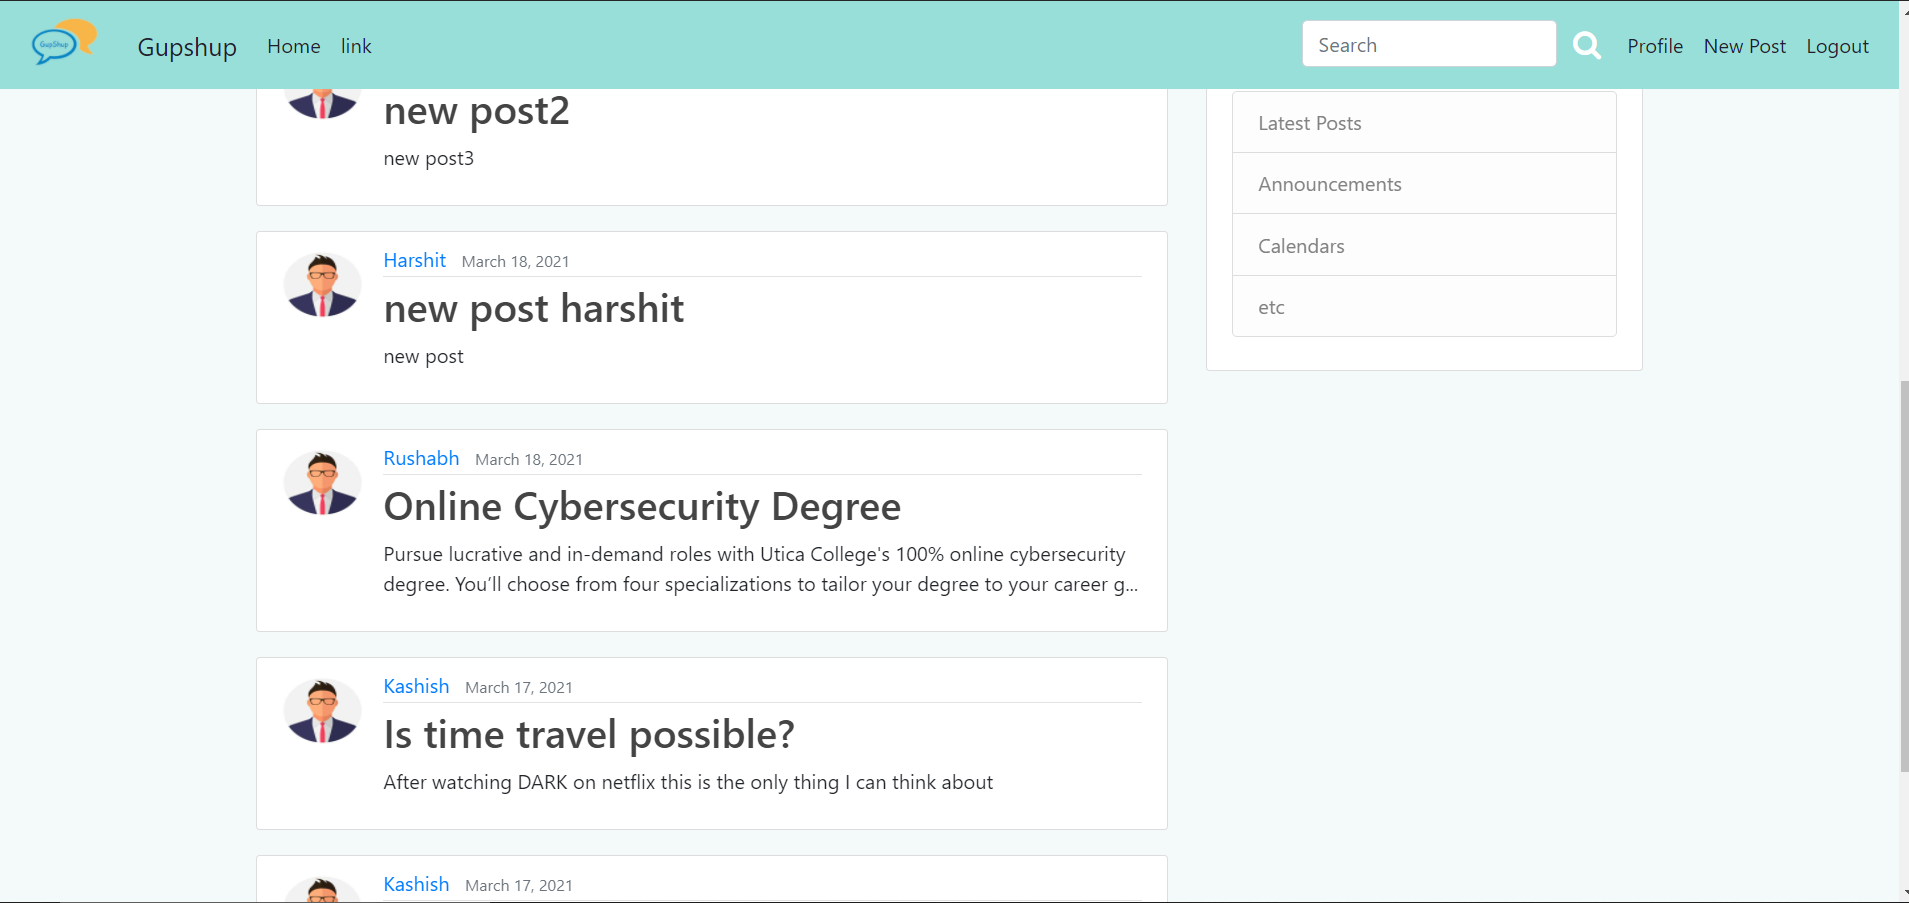 GupShup
Gupshup
Home
link
Search
Profile
New Post
Logout
new post2
new post3
Harshit March 18, 2021
new post harshit
new post
Rushabh March 18, 2021
Online Cybersecurity Degree
Pursue lucrative and in-demand roles with Utica College's 100% online cybersecurity
degree. You’ll choose from four specializations to tailor your degree to your career g...
Kashish March 17, 2021
Is time travel possible?
After watching DARK on netflix this is the only thing I can think about
Kashish March 17, 2021
Latest Posts
Announcements
Calendars
etc